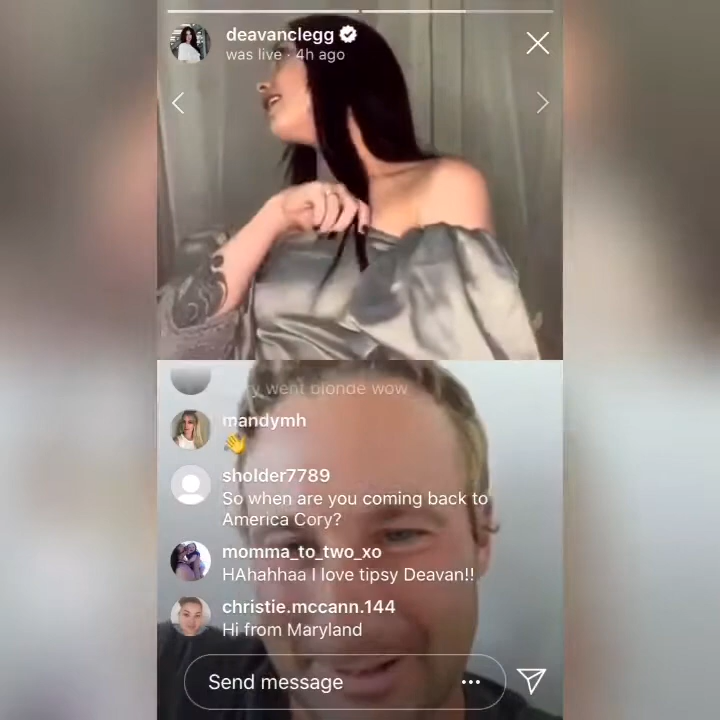 deavanclegg
was live · 4h ago
went blonde wow
mandymh
👋
sholder7789
So when are you coming back to
America Cory?
momma_to_two_xo
HAhahhaa I love tipsy Deavan!!
christie.mccann.144
Hi from Maryland
Send message